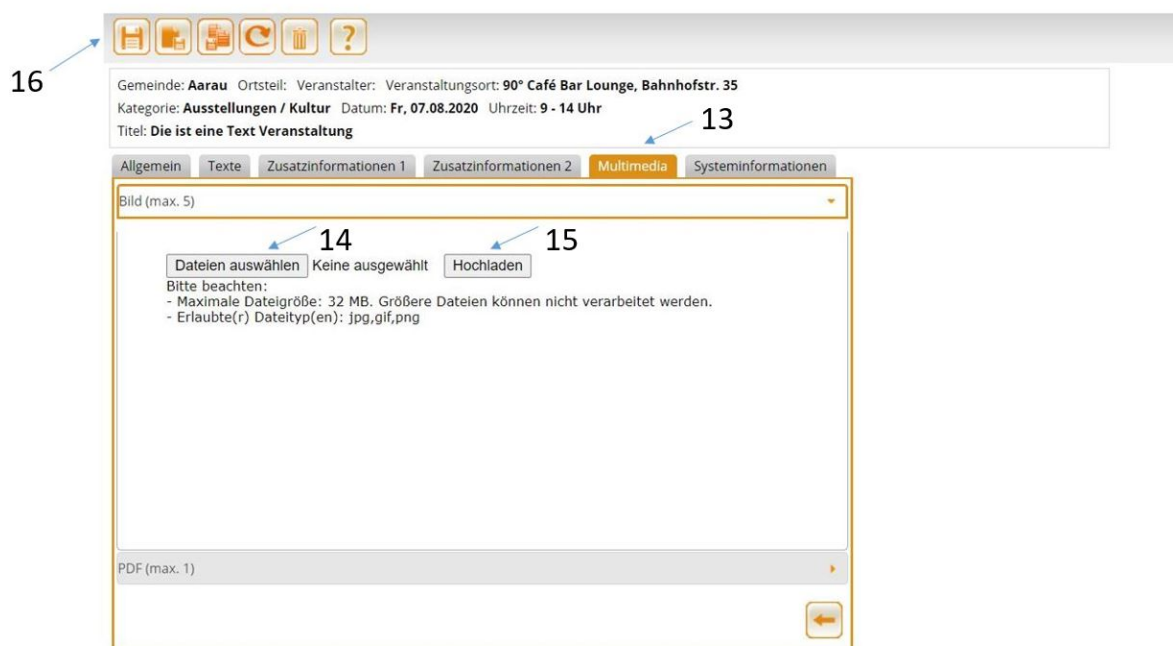 16
?
Gemeinde: Aarau Ortsteil: Veranstalter: Veranstaltungsort: 90° Café Bar Lounge, Bahnhofstr. 35
Kategorie: Ausstellungen / Kultur Datum: Fr, 07.08.2020 Uhrzeit: 9 - 14 Uhr
Titel: Die ist eine Text Veranstaltung
13
Allgemein Texte Zusatzinformationen 1 Zusatzinformationen 2 Multimedia Systeminformationen
Bild (max. 5)
14 15
Dateien auswählen Keine ausgewählt Hochladen
Bitte beachten:
- Maximale Dateigröße: 32 MB. Größere Dateien können nicht verarbeitet werden.
- Erlaubte(r) Dateityp(en): jpg,gif,png
PDF (max. 1)